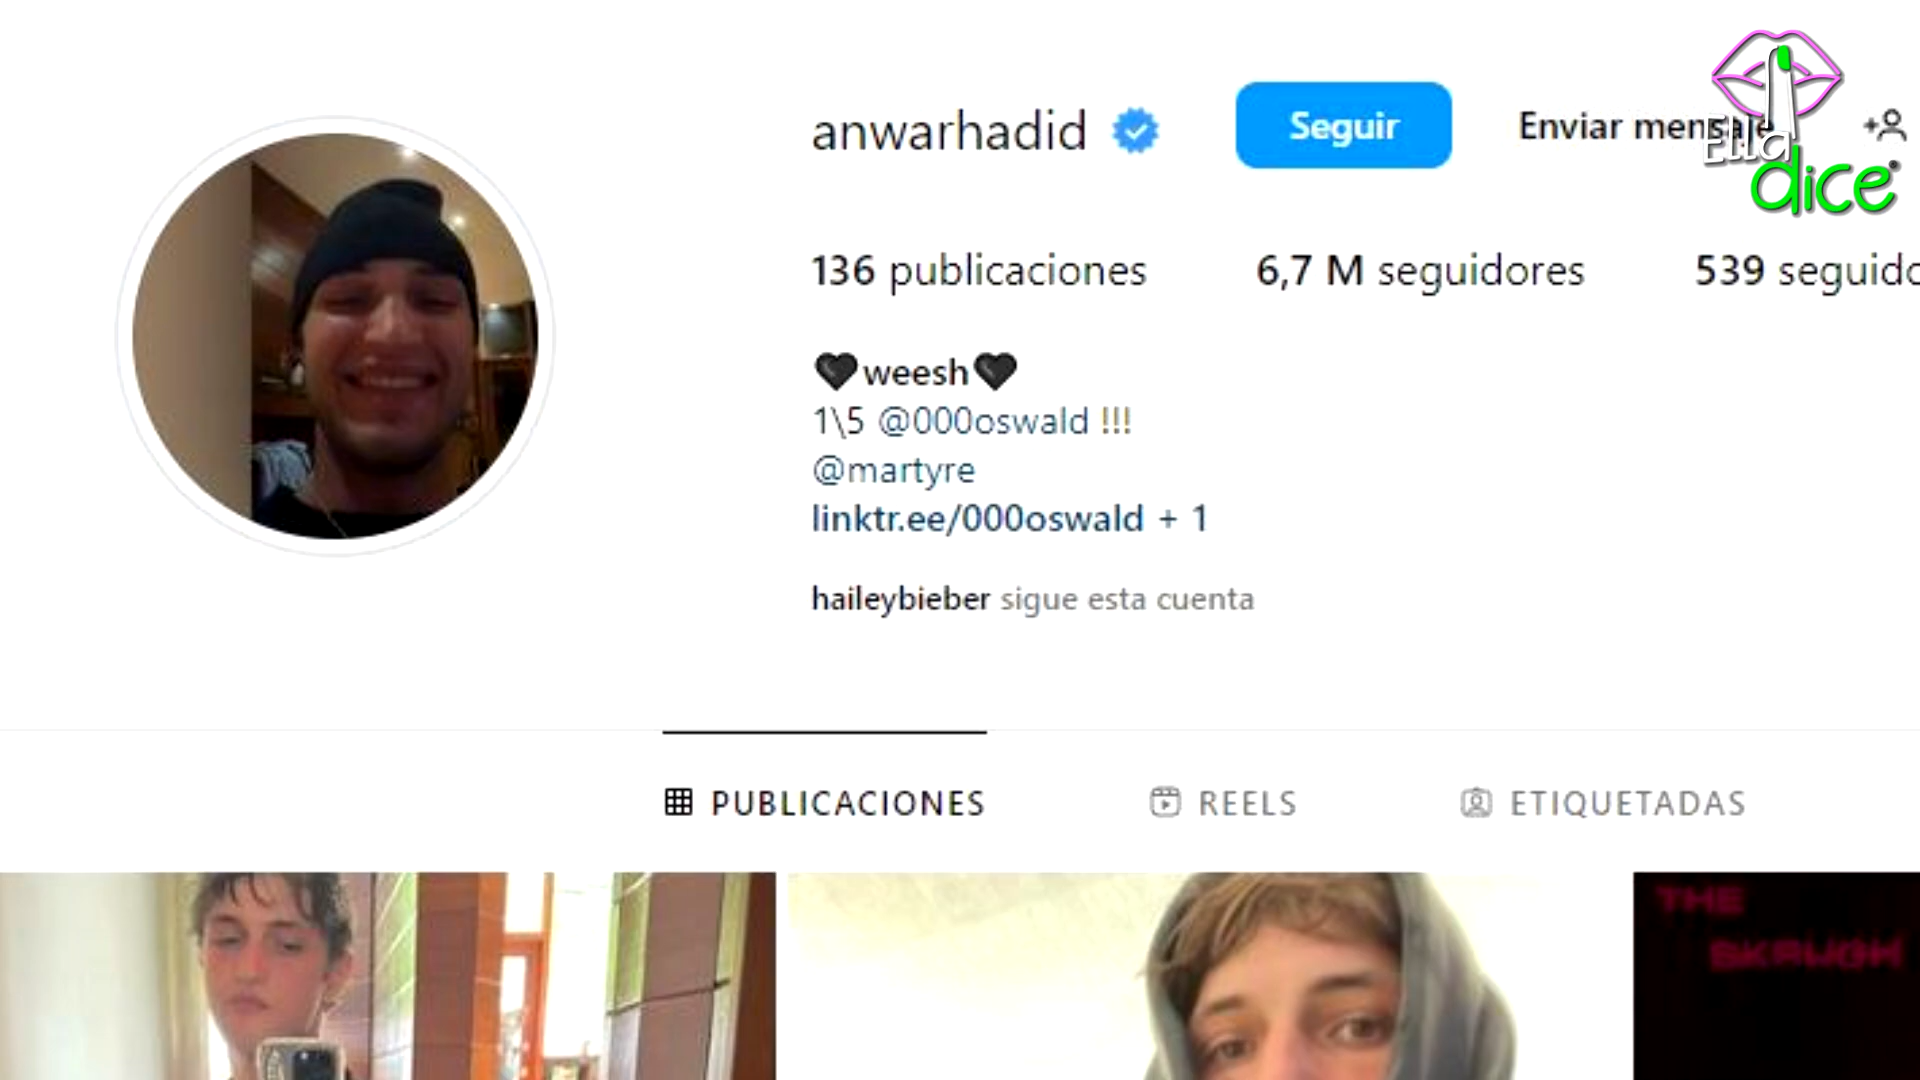 anwarhadid
Seguir
Enviar mensaje
Ella
dice
136 publicaciones
6,7 M seguidores
539 seguido
🖤weesh🖤
1\5 @000oswald !!!
@martyre
linktr.ee/000oswald + 1
haileybieber sigue esta cuenta
PUBLICACIONES
REELS
ETIQUETADAS
THE